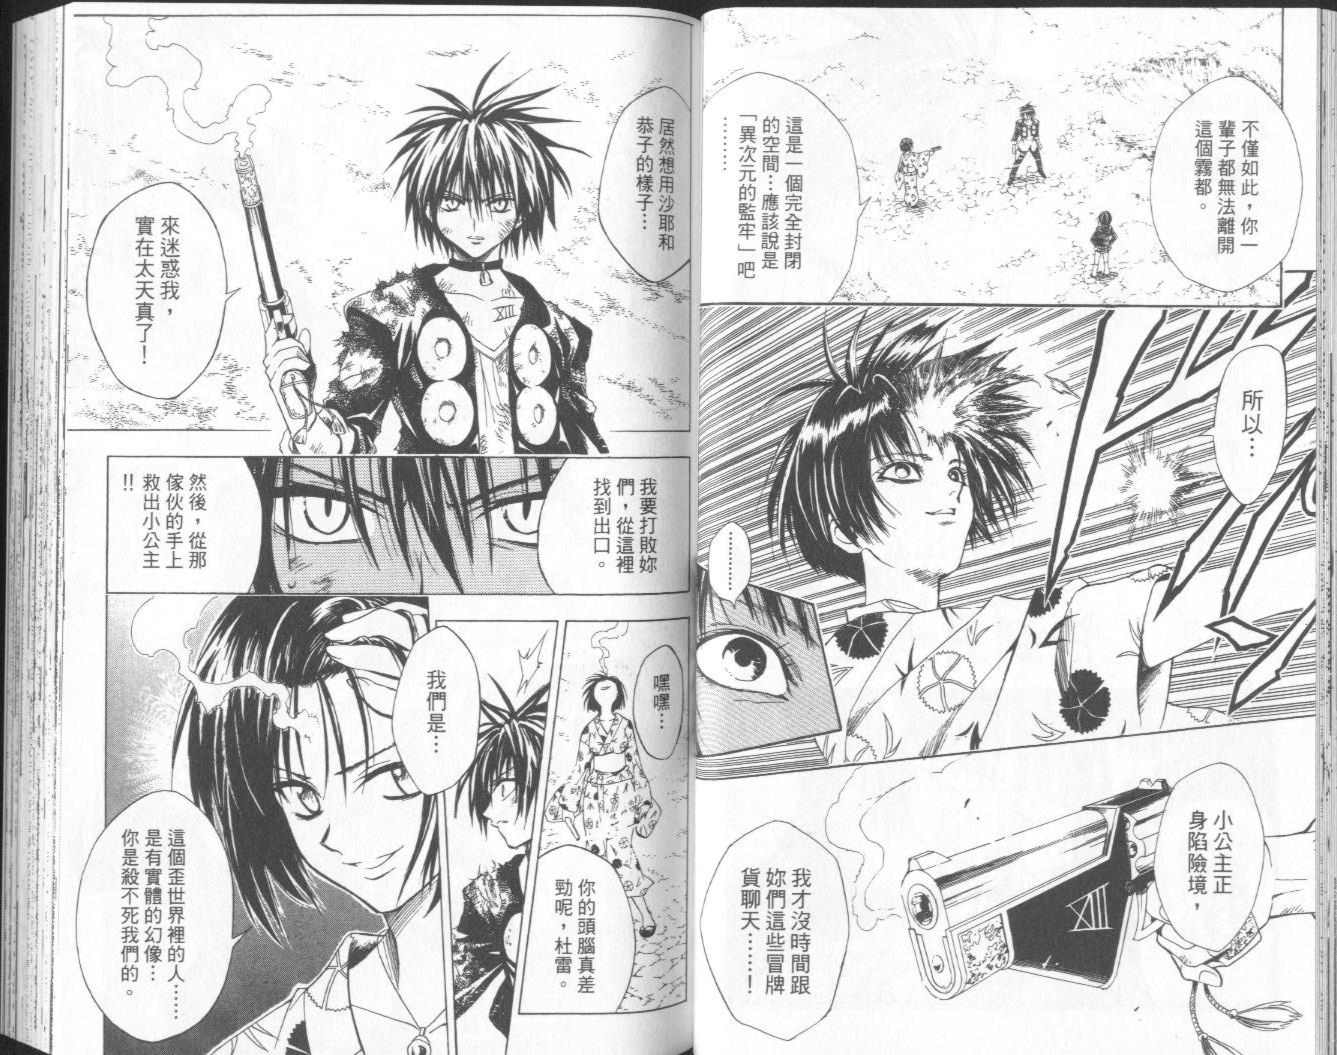 不僅如此，你一
輩子都無法離開
這個霧都。
這是一個完全封閉
的空間…應該說是
「異次元的監牢」吧
………
所以…
………
小公主正
身陷險境，
我才沒時間跟
妳們這些冒牌
貨聊天……！
XIII
居然想用沙耶和
恭子的樣子…
來迷惑我，
實在太天真了！
XIII
我要打敗妳
們，從這裡
找到出口。
然後，從那
傢伙的手上
救出小公主
!!
嘿嘿…
你的頭腦真差
勁呢，杜雷。
我們是…
這個歪世界裡的人……
是有實體的幻像…
你是殺不死我們的。